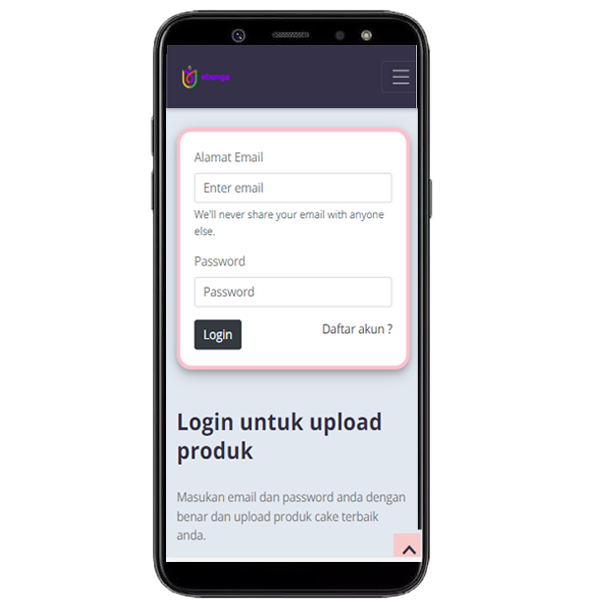 ebunga
Alamat Email
Enter email
We'll never share your email with anyone
else.
Password
Password
Login
Daftar akun ?
Login untuk upload
produk
Masukan email dan password anda dengan
benar dan upload produk cake terbaik
anda.